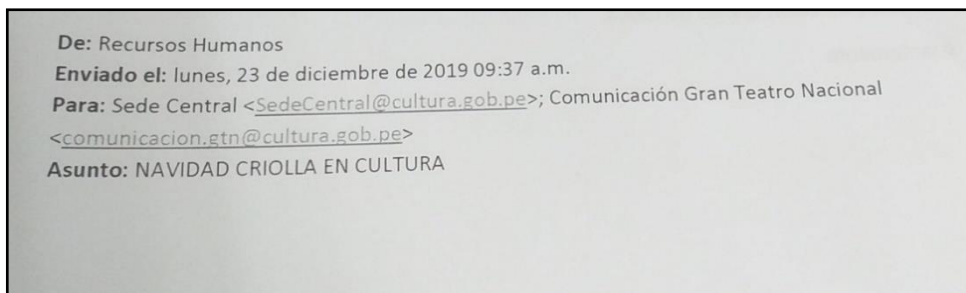 De: Recursos Humanos
Enviado el: lunes, 23 de diciembre de 2019 09:37 a.m.
Para: Sede Central <SedeCentral@cultura.gob.pe>; Comunicación Gran Teatro Nacional
<comunicacion.gtn@cultura.gob.pe>
Asunto: NAVIDAD CRIOLLA EN CULTURA